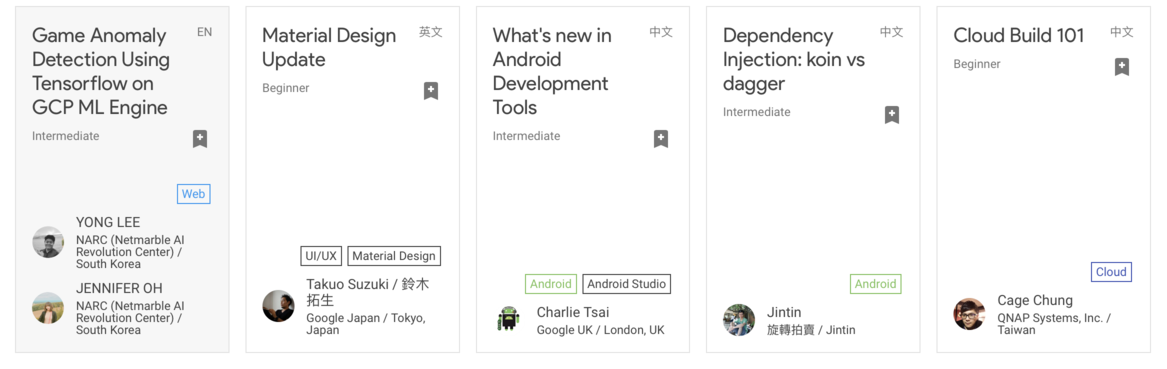 Game Anomaly
Detection Using
Tensorflow on
GCP ML Engine
EN
Intermediate
Web
YONG LEE
NARC (Netmarble AI
Revolution Center) /
South Korea
JENNIFER OH
NARC (Netmarble AI
Revolution Center) /
South Korea
Material Design
Update
英文
Beginner
UI/UX
Material Design
Takuo Suzuki / 鈴木
拓生
Google Japan / Tokyo,
Japan
What's new in
Android
Development
Tools
中文
Intermediate
Android
Android Studio
Charlie Tsai
Google UK / London, UK
Dependency
Injection: koin vs
dagger
中文
Intermediate
Android
Jintin
旋轉拍賣 / Jintin
Cloud Build 101
中文
Beginner
Cloud
Cage Chung
QNAP Systems, Inc. /
Taiwan